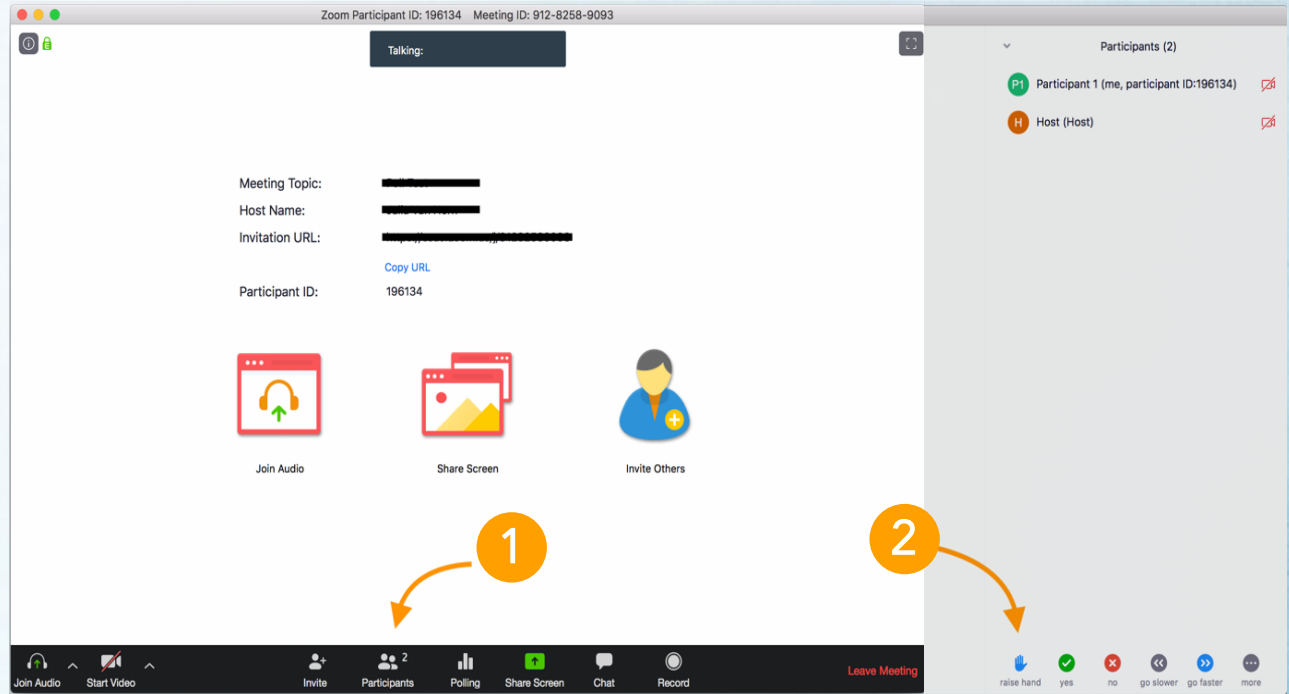 Zoom Participant ID: 196134 Meeting ID: 912-8258-9093
Talking:
Meeting Topic:
Host Name:
Invitation URL:
Copy URL
Participant ID: 196134
Join Audio
Share Screen
Invite Others
1
Join Audio
Start Video
Invite
Participants 2
Polling
Share Screen
Chat
Record
Leave Meeting
Participants (2)
P1 Participant 1 (me, participant ID:196134)
H Host (Host)
2
raise hand
yes
no
go slower
go faster
more